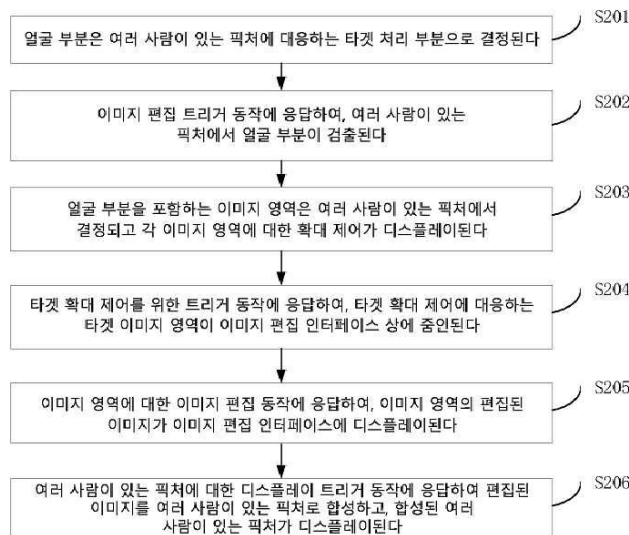 S201
얼굴 부분은 여러 사람이 있는 픽처에 대응하는 타겟 처리 부분으로 결정된다
S202
이미지 편집 트리거 동작에 응답하여, 여러 사람이 있는
픽처에서 얼굴 부분이 검출된다
S203
얼굴 부분을 포함하는 이미지 영역은 여러 사람이 있는 픽처에서
결정되고 각 이미지 영역에 대한 확대 제어가 디스플레이된다
S204
타겟 확대 제어를 위한 트리거 동작에 응답하여, 타겟 확대 제어에 대응하는
타겟 이미지 영역이 이미지 편집 인터페이스 상에 줌인된다
S205
이미지 영역에 대한 이미지 편집 동작에 응답하여, 이미지 영역의 편집된
이미지가 이미지 편집 인터페이스에 디스플레이된다
S206
여러 사람이 있는 픽처에 대한 디스플레이 트리거 동작에 응답하여 편집된
이미지를 여러 사람이 있는 픽처로 합성하고, 합성된 여러
사람이 있는 픽처가 디스플레이된다